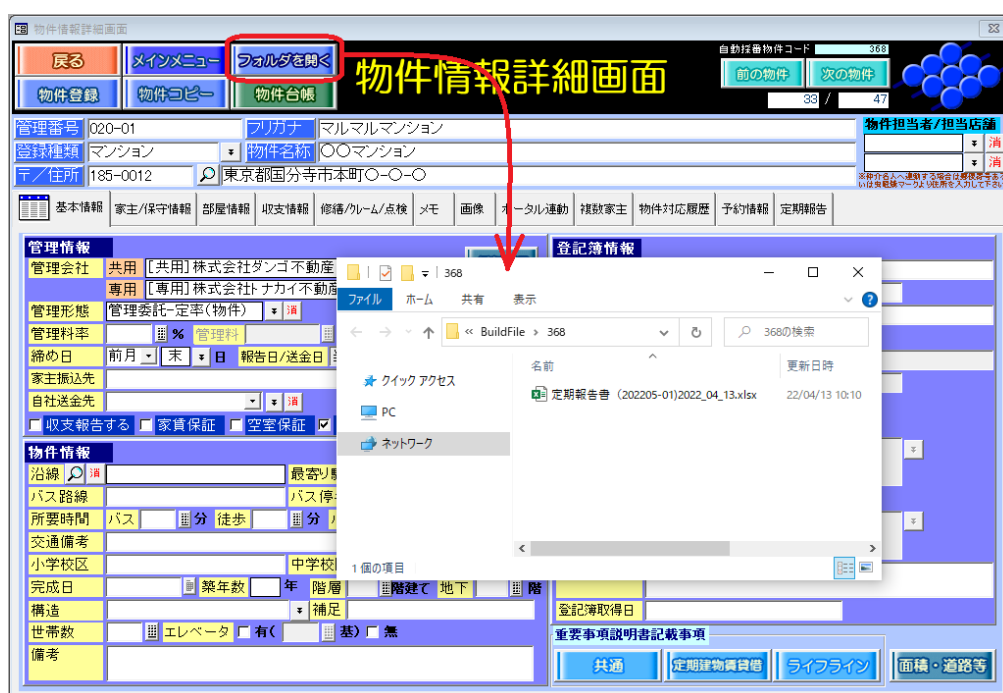 物件情報詳細画面
戻る メインメニュー フォルダを開く
物件登録 物件コピー 物件台帳
物件情報詳細画面
自動採番物件コード 368
前の物件 次の物件
33 / 47
管理番号 020-01 フリガナ マルマルマンション
登録種類 マンション 物件名称 〇〇マンション
〒/住所 185-0012 東京都国分寺市本町〇-〇-〇
物件担当者/担当店舗
消
消
基本情報 家主/保守情報 部屋情報 収支情報 修繕/クレーム/点検 メモ 画像 ポータル連動 複数家主 物件対応履歴 予約情報 定期報告
管理情報
管理会社 共用 [共用]株式会社ダンゴ不動産
専用 [専用]株式会社トナカイ不動産
管理形態 管理委託-定率(物件) 消
管理料率 % 管理料
締め日 前月 末 日 報告日/送金日
家主振込先
自社送金先 消
収支報告する 家賃保証 空室保証
物件情報
沿線 消 最寄り
バス路線 バス停
所要時間 バス 分 徒歩 分
交通備考
小学校区 中学校
完成日 築年数 年 階層 階建て 地下 階
構造 補足
世帯数 エレベータ 有( 基) 無
備考
登記簿情報
368
ファイル ホーム 共有 表示
« BuildFile > 368 368の検索
名前 更新日時
クイック アクセス
PC
ネットワーク
定期報告書（202205-01)2022_04_13.xlsx 22/04/13 10:10
1 個の項目
登記簿取得日
重要事項説明書記載事項
共通 定期建物賃貸借 ライフライン 面積・道路等